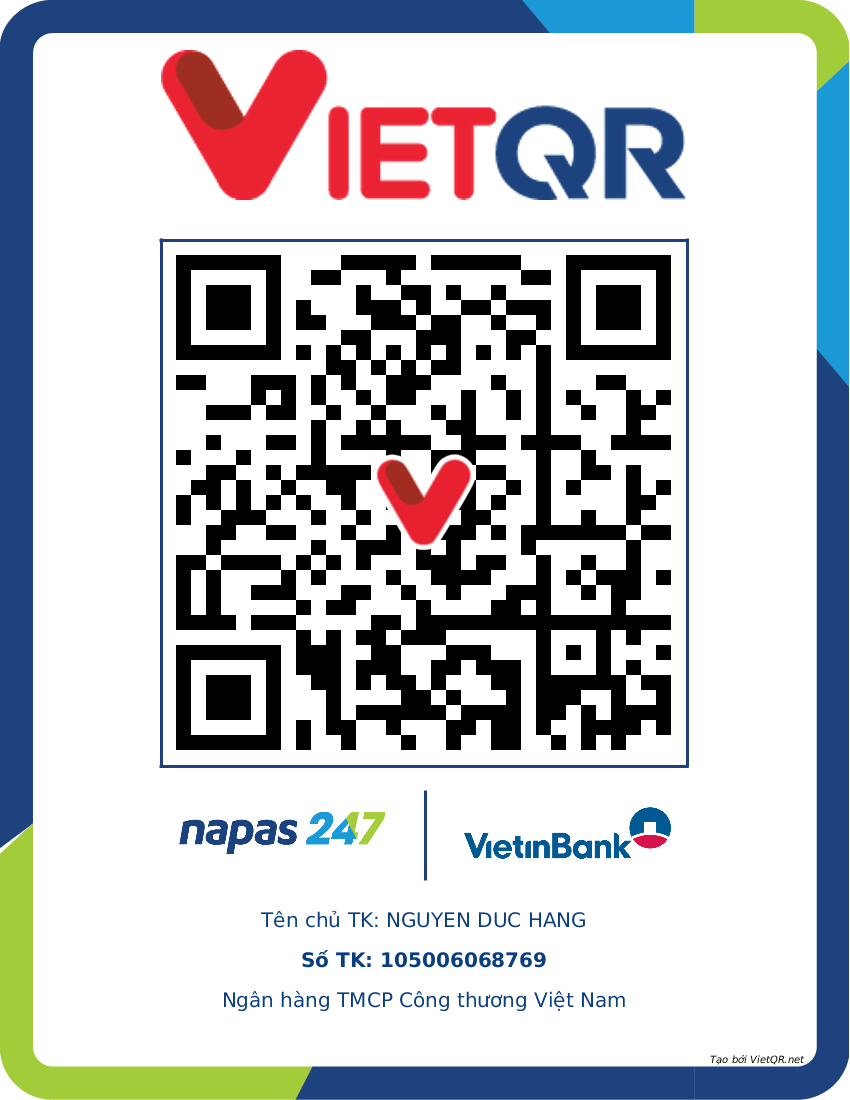 VIETQR
napas 247
VietinBank
Tên chủ TK: NGUYEN DUC HANG
Số TK: 105006068769
Ngân hàng TMCP Công thương Việt Nam
Tạo bởi VietQR.net